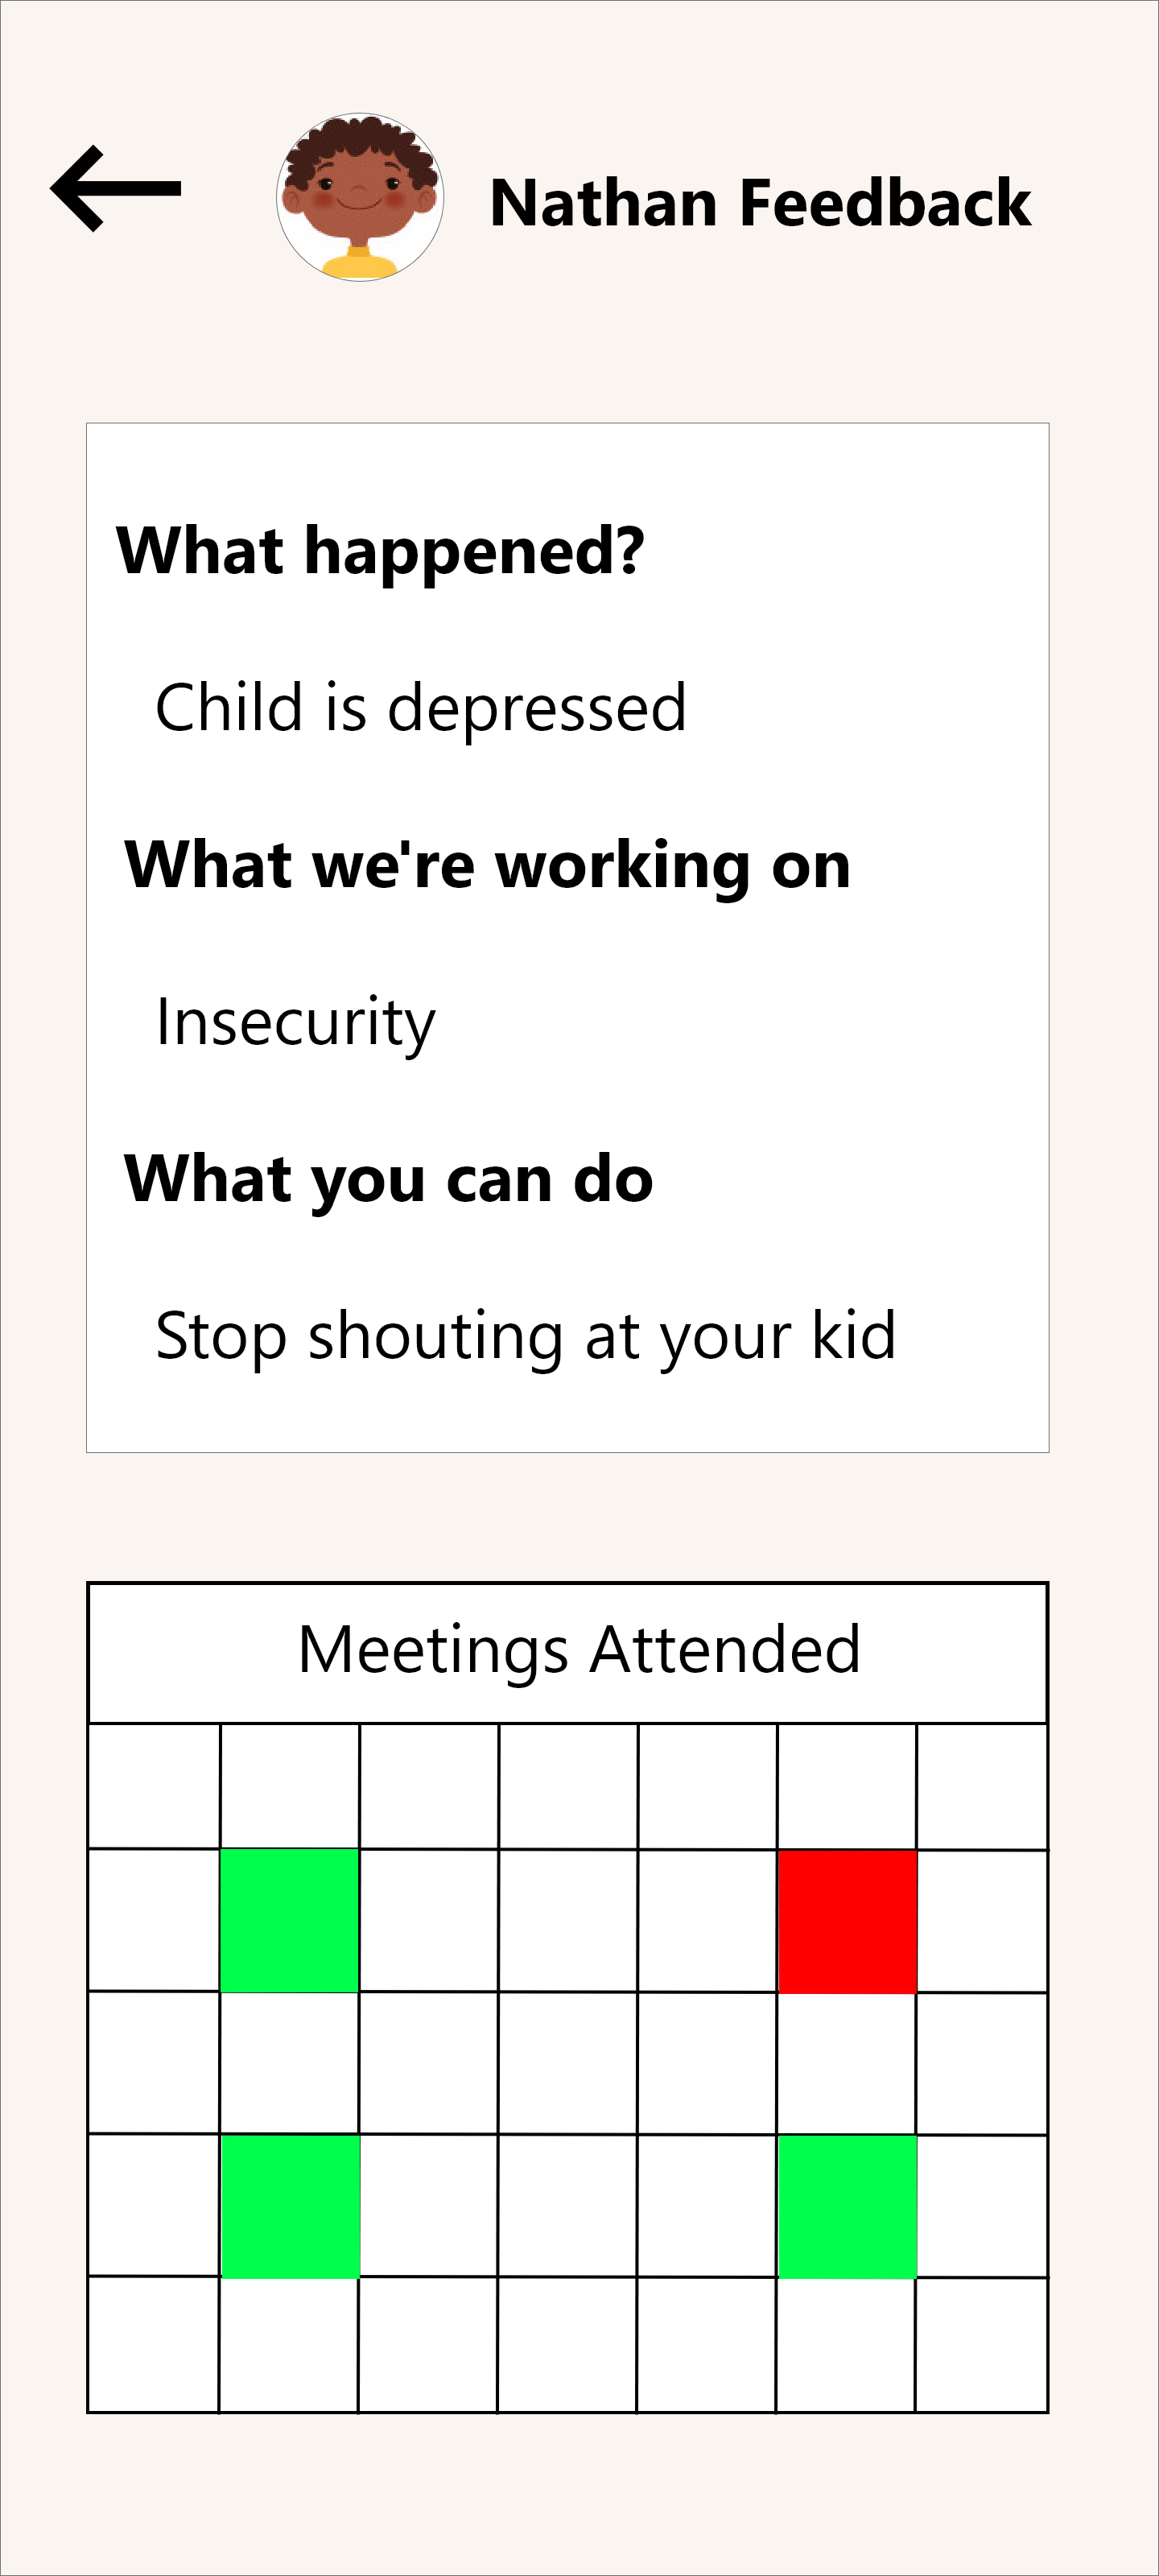 Nathan Feedback
What happened?
Child is depressed
What we're working on
Insecurity
What you can do
Stop shouting at your kid
Meetings Attended